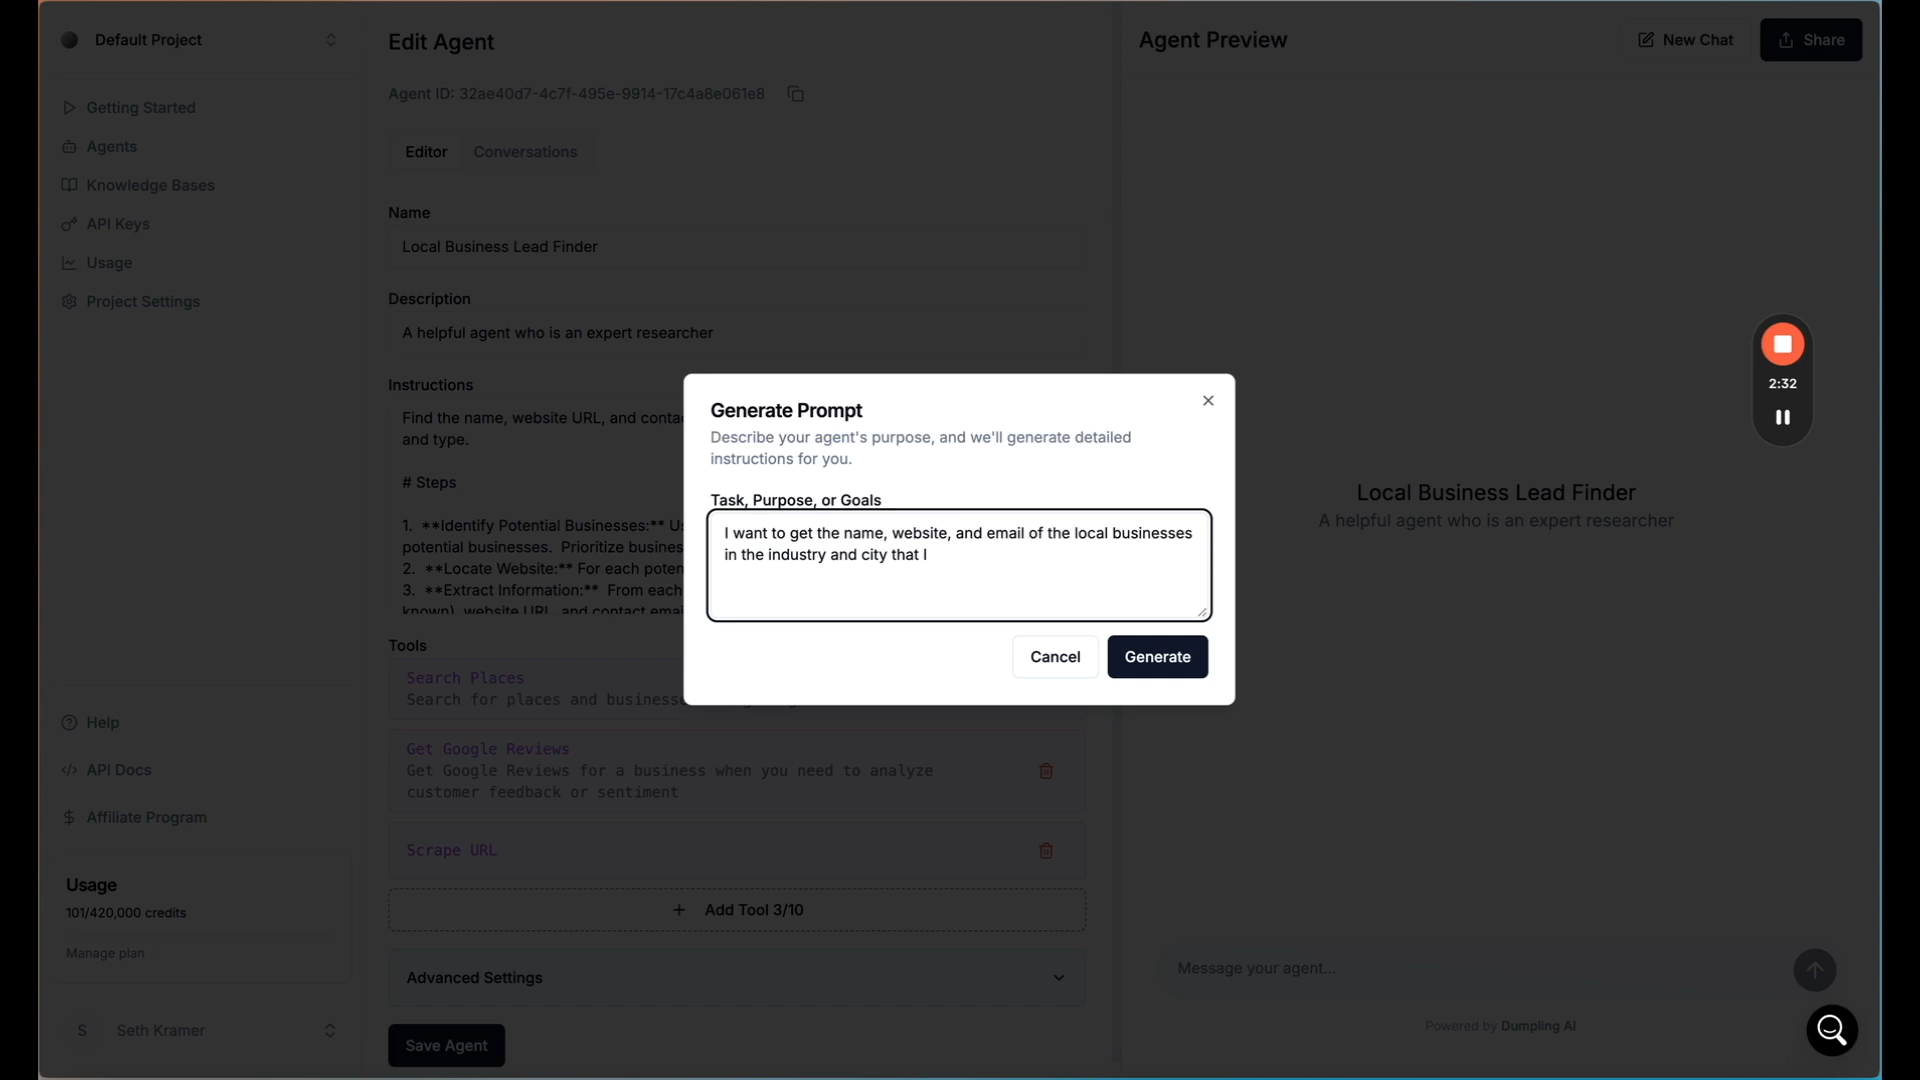 Default Project
Getting Started
Agents
Knowledge Bases
API Keys
Usage
Project Settings
Help
API Docs
Affiliate Program
Usage
101/420,000 credits
Manage plan
S Seth Kramer
Edit Agent
Agent ID: 32ae40d7-4c7f-495e-9914-17c4a8e061e8
Editor Conversations
Name
Local Business Lead Finder
Description
A helpful agent who is an expert researcher
Instructions
Find the name, website URL, and
and type.
# Steps
1. **Identify Potential Businesses:**
potential businesses. Prioritize
2. **Locate Website:** For each
3. **Extract Information:** From each
known), website URL, and contact
Tools
Search Places
Search for places and
Get Google Reviews
Get Google Reviews for a business when you need to analyze
customer feedback or sentiment
Scrape URL
+ Add Tool 3/10
Advanced Settings
Save Agent
Generate Prompt
Describe your agent's purpose, and we'll generate detailed
instructions for you.
Task, Purpose, or Goals
I want to get the name, website, and email of the local businesses
in the industry and city that I
Cancel Generate
Agent Preview
New Chat
Share
2:32
Local Business Lead Finder
A helpful agent who is an expert researcher
Message your agent...
Powered by Dumpling AI